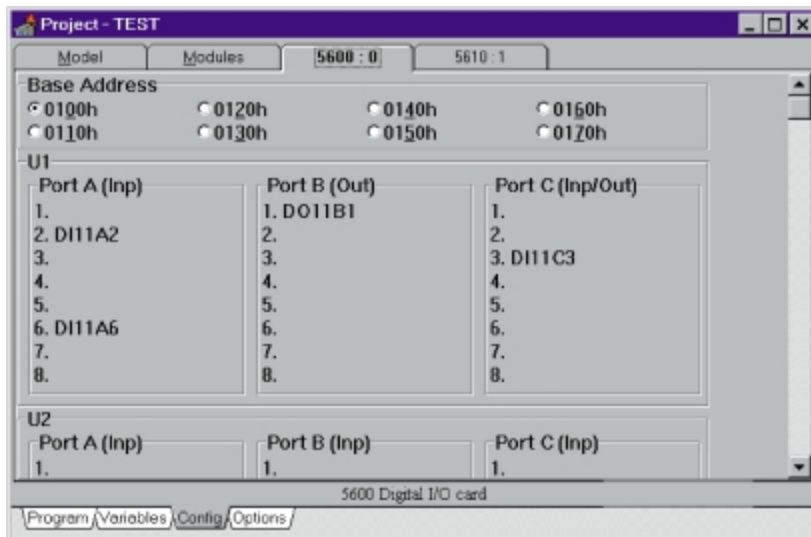 Project - TEST
Model Modules 5600 : 0 5610 : 1
Base Address
0100h 0120h 0140h 0160h
0110h 0130h 0150h 0170h
U1
Port A (Inp) Port B (Out) Port C (Inp/Out)
1. 1. DO11B1 1.
2. DI11A2 2. 2.
3. 3. 3. DI11C3
4. 4. 4.
5. 5. 5.
6. DI11A6 6. 6.
7. 7. 7.
8. 8. 8.
U2
Port A (Inp) Port B (Inp) Port C (Inp)
1. 1. 1.
5600 Digital I/O card
Program Variables Config Options